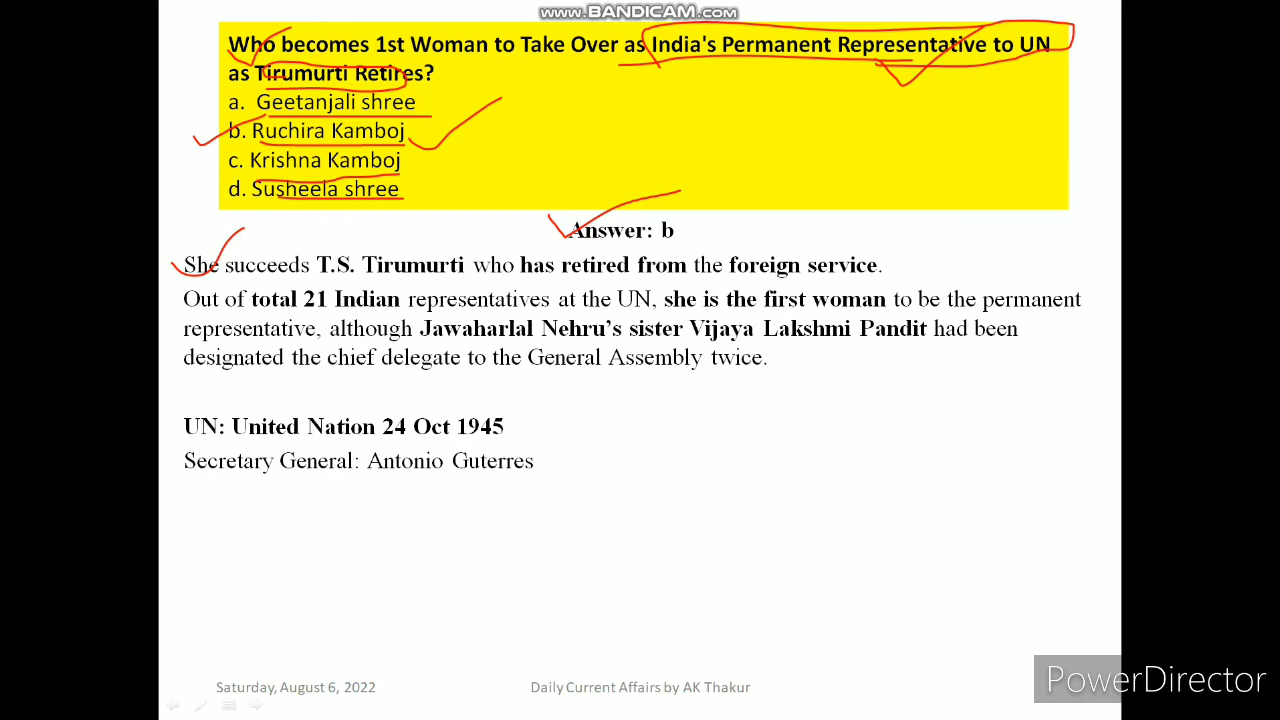 www.BANDICAM.com
Who becomes 1st Woman to Take Over as India's Permanent Representative to UN
as Tirumurti Retires?
a. Geetanjali shree
b. Ruchira Kamboj
c. Krishna Kamboj
d. Susheela shree
Answer: b
She succeeds T.S. Tirumurti who has retired from the foreign service.
Out of total 21 Indian representatives at the UN, she is the first woman to be the permanent
representative, although Jawaharlal Nehru's sister Vijaya Lakshmi Pandit had been
designated the chief delegate to the General Assembly twice.
UN: United Nation 24 Oct 1945
Secretary General: Antonio Guterres
Saturday, August 6, 2022
Daily Current Affairs by AK Thakur
PowerDirector